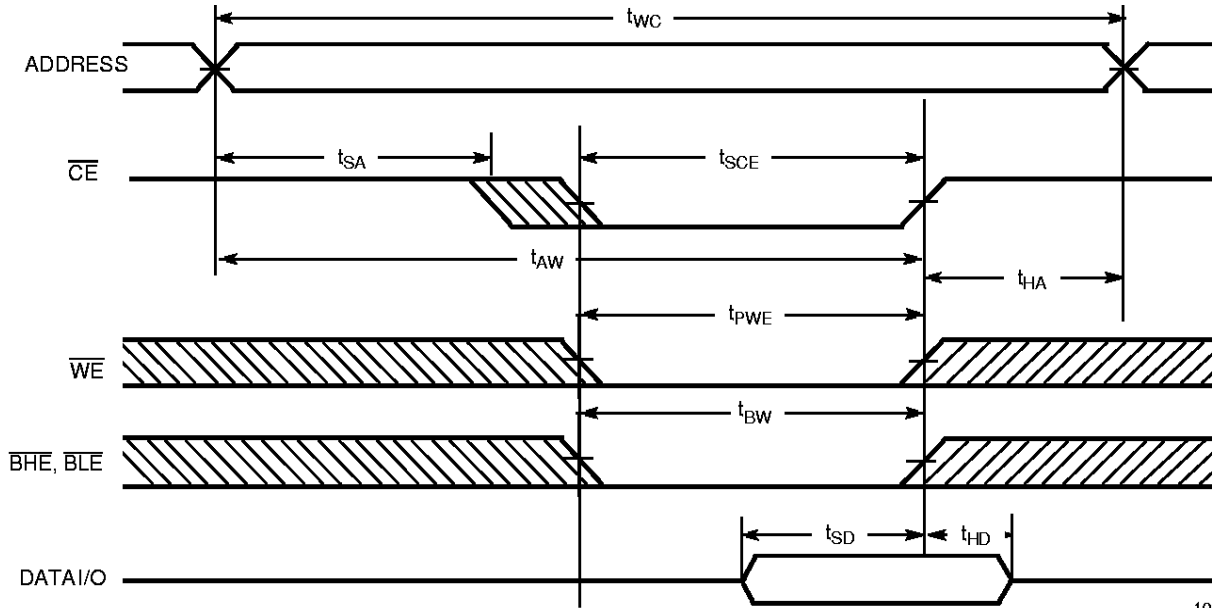 tWC
ADDRESS
tSA
tSCE
CE
tAW
tHA
tPWE
WE
tBW
BHE, BLE
tSD
tHD
DATAI/O